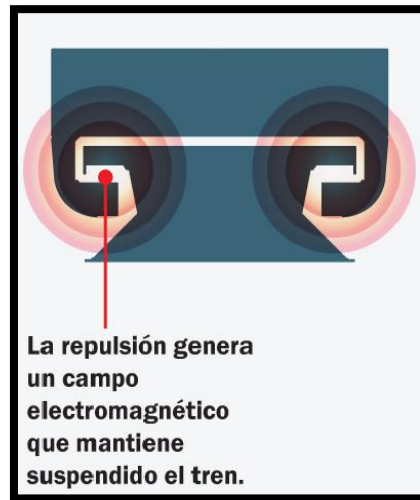 La repulsión genera
un campo
electromagnético
que mantiene
suspendido el tren.